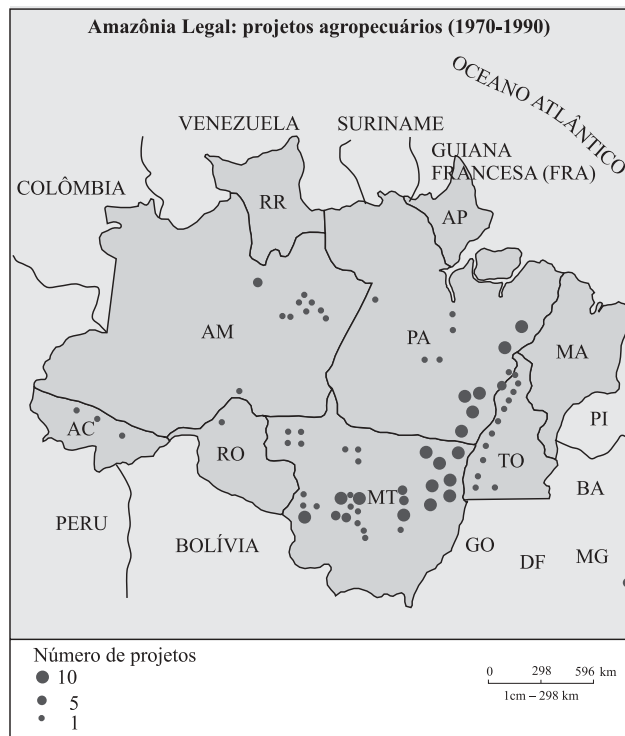 Amazônia Legal: projetos agropecuários (1970-1990)
OCEANO ATLÂNTICO
VENEZUELA
SURINAME
GUIANA
FRANCESA (FRA)
COLÔMBIA
RR
AP
AM
PA
MA
AC
RO
MT
TO
PI
BA
PERU
BOLÍVIA
GO
DF
MG
Número de projetos
10
5
1
0 298 596 km
1cm – 298 km